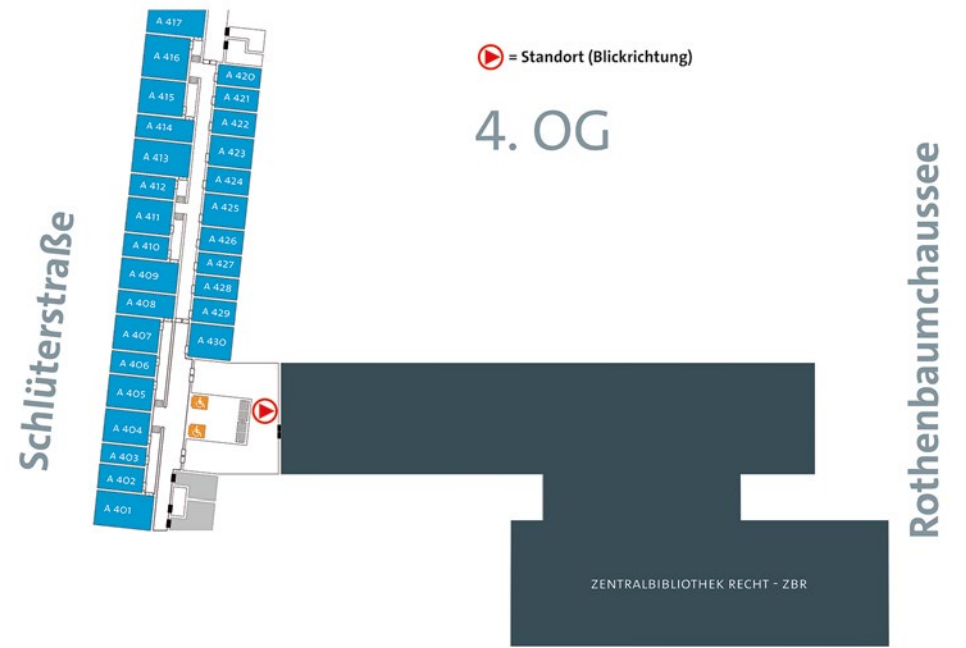 = Standort (Blickrichtung)
4. OG
Schlüterstraße
Rothenbaumchaussee
A 417
A 416
A 415
A 414
A 413
A 412
A 411
A 410
A 409
A 408
A 407
A 406
A 405
A 404
A 403
A 402
A 401
A 420
A 421
A 422
A 423
A 424
A 425
A 426
A 427
A 428
A 429
A 430
ZENTRALBIBLIOTHEK RECHT - ZBR